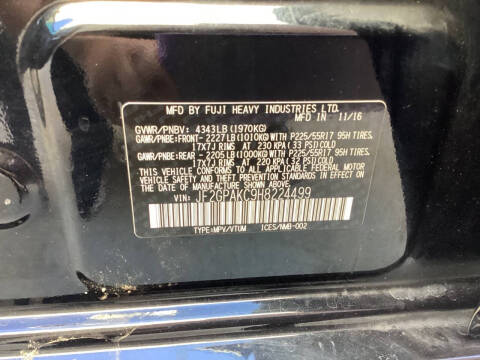 MFD BY FUJI HEAVY INDUSTRIES LTD.
MFD.IN 11/16
GVWR/PNBV: 4343LB(1970KG)
GAWR/PNBE:FRONT- 2227LB(1010KG) WITH P225/55R17 95H TIRES.
17X7J RIMS AT 230 KPA (33 PSI)COLD
GAWR/PNBE:REAR - 2205LB(1000KG) WITH P225/55R17 95H TIRES.
17X7J RIMS AT 220 KPA(32 PSI)COLD
THIS VEHICLE CONFORMS TO ALL APPLICABLE FEDERAL
MOTOR VEHICLE SAFETY,BUMPER,AND THEFT PREVENTION
STANDARDS IN EFFECT ON THE DATE OF MANUFACTURE
SHOWN ABOVE.
VIN: JF2GPAKC9H8224499
TYPE:MPV/VTUM ICES/NMB-002